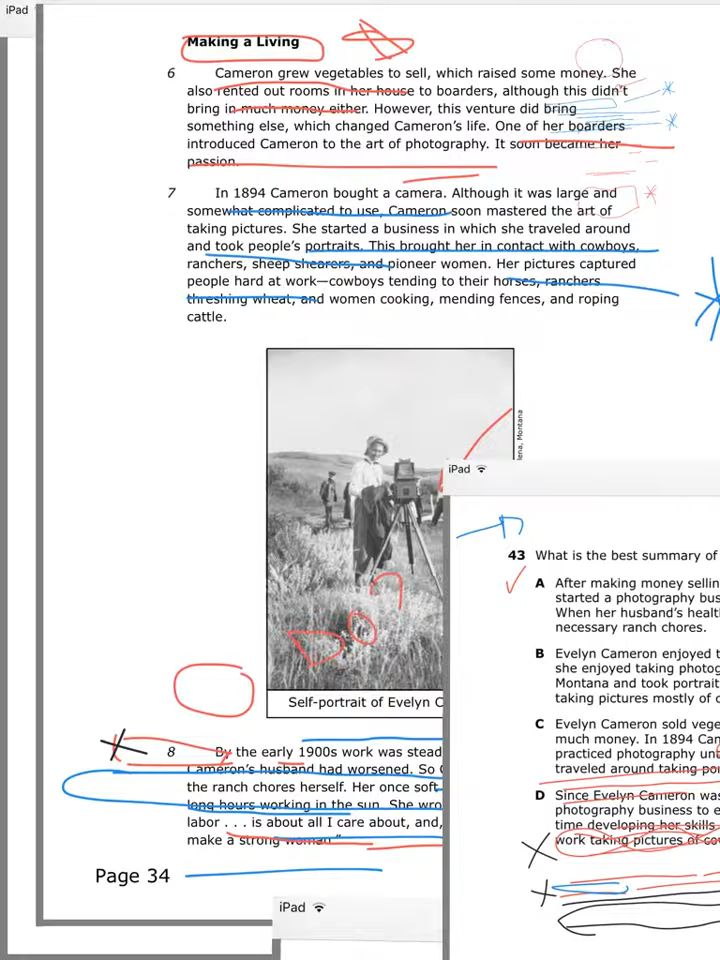 iPad
Making a Living
6 Cameron grew vegetables to sell, which raised some money. She
also rented out rooms in her house to boarders, although this didn't
bring in much money either. However, this venture did bring
something else, which changed Cameron's life. One of her boarders
introduced Cameron to the art of photography. It soon became her
passion.
7 In 1894 Cameron bought a camera. Although it was large and
somewhat complicated to use, Cameron soon mastered the art of
taking pictures. She started a business in which she traveled around
and took people's portraits. This brought her in contact with cowboys,
ranchers, sheep shearers, and pioneer women. Her pictures captured
people hard at work—cowboys tending to their horses, ranchers
threshing wheat, and women cooking, mending fences, and roping
cattle.
Montana
Self-portrait of Evelyn C
8 By the early 1900s work was stead
Cameron's husband had worsened. So C
the ranch chores herself. Her once soft
long hours working in the sun. She wro
labor . . . is about all I care about, and,
make a strong woman."
Page 34
iPad
iPad
43 What is the best summary of
A After making money sellin
started a photography bus
When her husband's healt
necessary ranch chores.
B Evelyn Cameron enjoyed t
she enjoyed taking photog
Montana and took portrait
taking pictures mostly of c
C Evelyn Cameron sold vege
much money. In 1894 Can
practiced photography unt
traveled around taking po
D Since Evelyn Cameron was
photography business to e
time developing her skills
work taking pictures of co